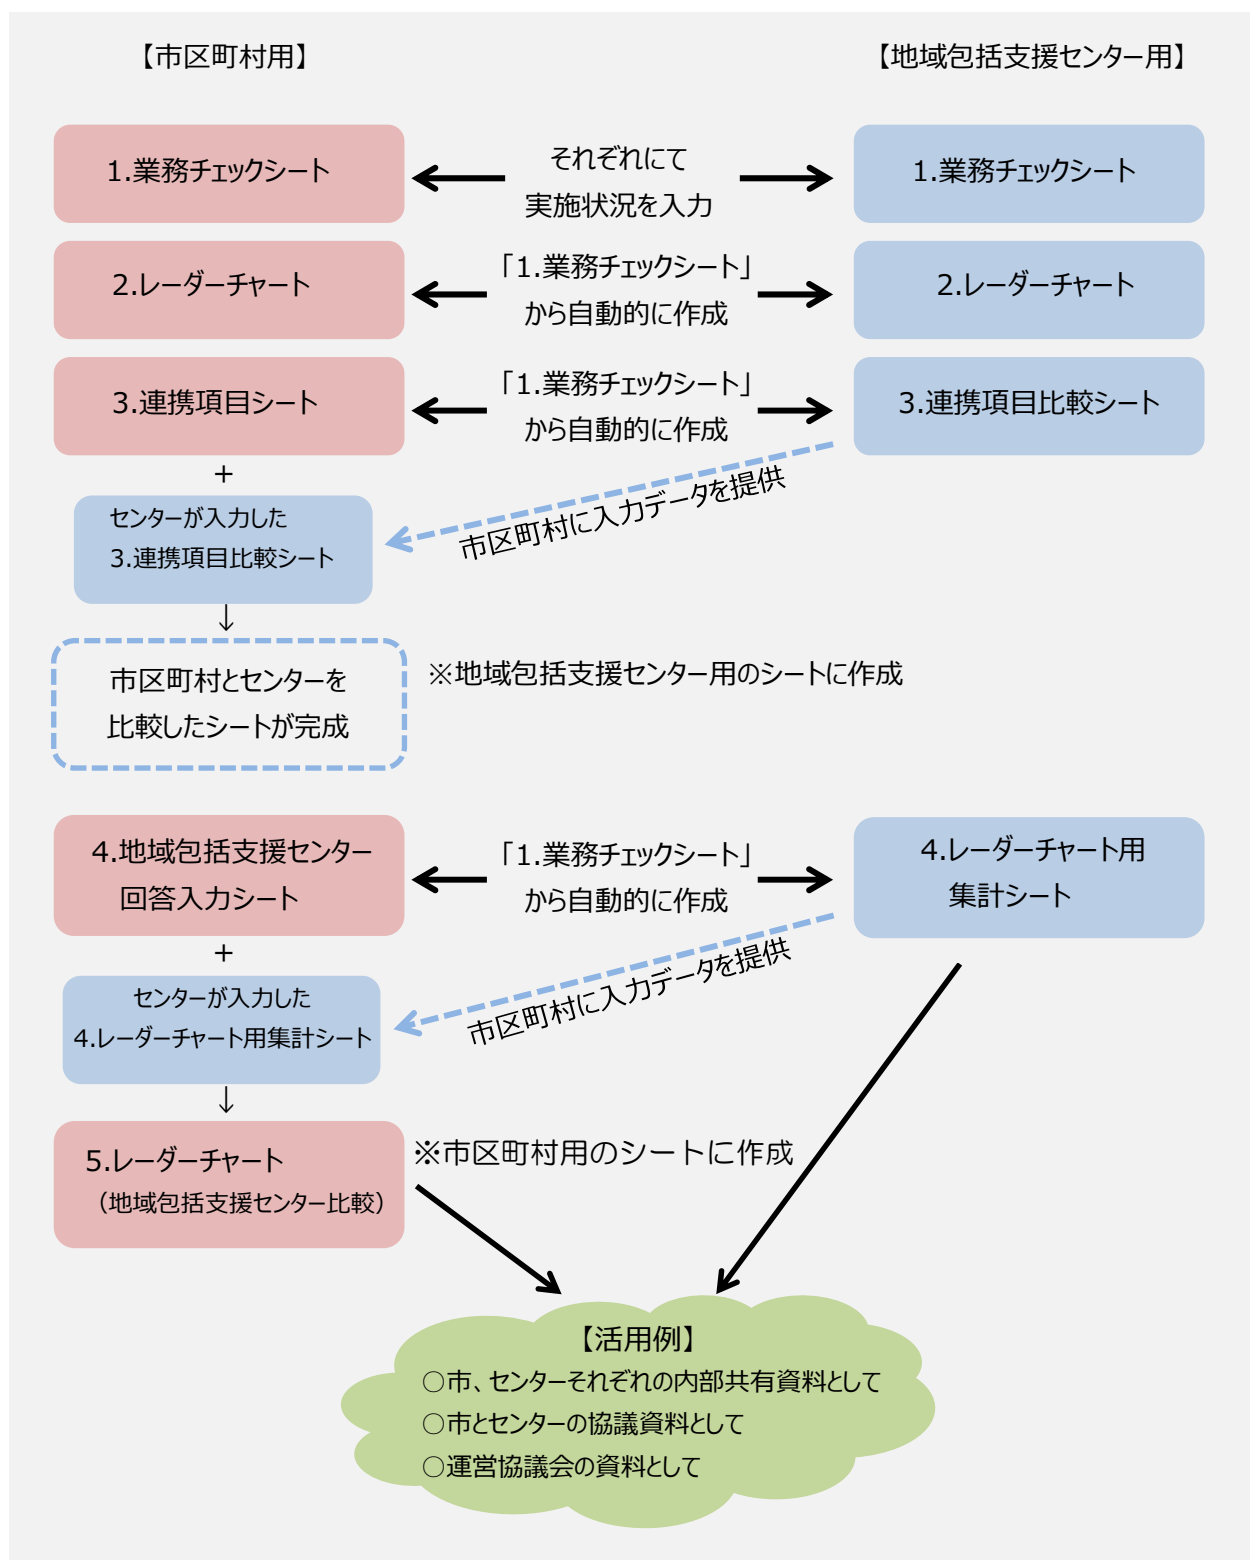 【市区町村用】
【地域包括支援センター用】
1.業務チェックシート
それぞれにて
実施状況を入力
1.業務チェックシート
2.レーダーチャート
「1.業務チェックシート」
から自動的に作成
2.レーダーチャート
3.連携項目シート
「1.業務チェックシート」
から自動的に作成
3.連携項目比較シート
+
市区町村に入力データを提供
センターが入力した
3.連携項目比較シート
↓
市区町村とセンターを
比較したシートが完成
※地域包括支援センター用のシートに作成
4.地域包括支援センター
回答入力シート
「1.業務チェックシート」
から自動的に作成
4.レーダーチャート用
集計シート
+
市区町村に入力データを提供
センターが入力した
4.レーダーチャート用集計シート
↓
5.レーダーチャート
（地域包括支援センター比較）
※市区町村用のシートに作成
【活用例】
○市、センターそれぞれの内部共有資料として
○市とセンターの協議資料として
○運営協議会の資料として